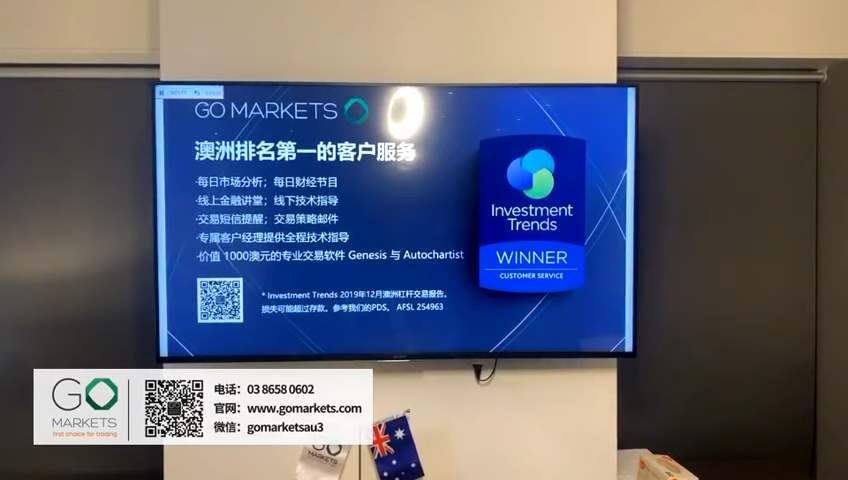 GO MARKETS
澳洲排名第一的客户服务
·每日市场分析；每日财经节目
·线上金融讲堂；线下技术指导
·交易短信提醒；交易策略邮件
·专属客户经理提供全程技术指导
·价值 1000澳元的专业交易软件 Genesis 与 Autochartist
* Investment Trends 2019年12月澳洲杠杆交易报告。
损失可能超过存款。参考我们的PDS。 AFSL 254963
Investment
Trends
WINNER
CUSTOMER SERVICE
GO
MARKETS
first choice for trading
电话：03 8658 0602
官网：www.gomarkets.com
微信：gomarketsau3
GO
MARKETS